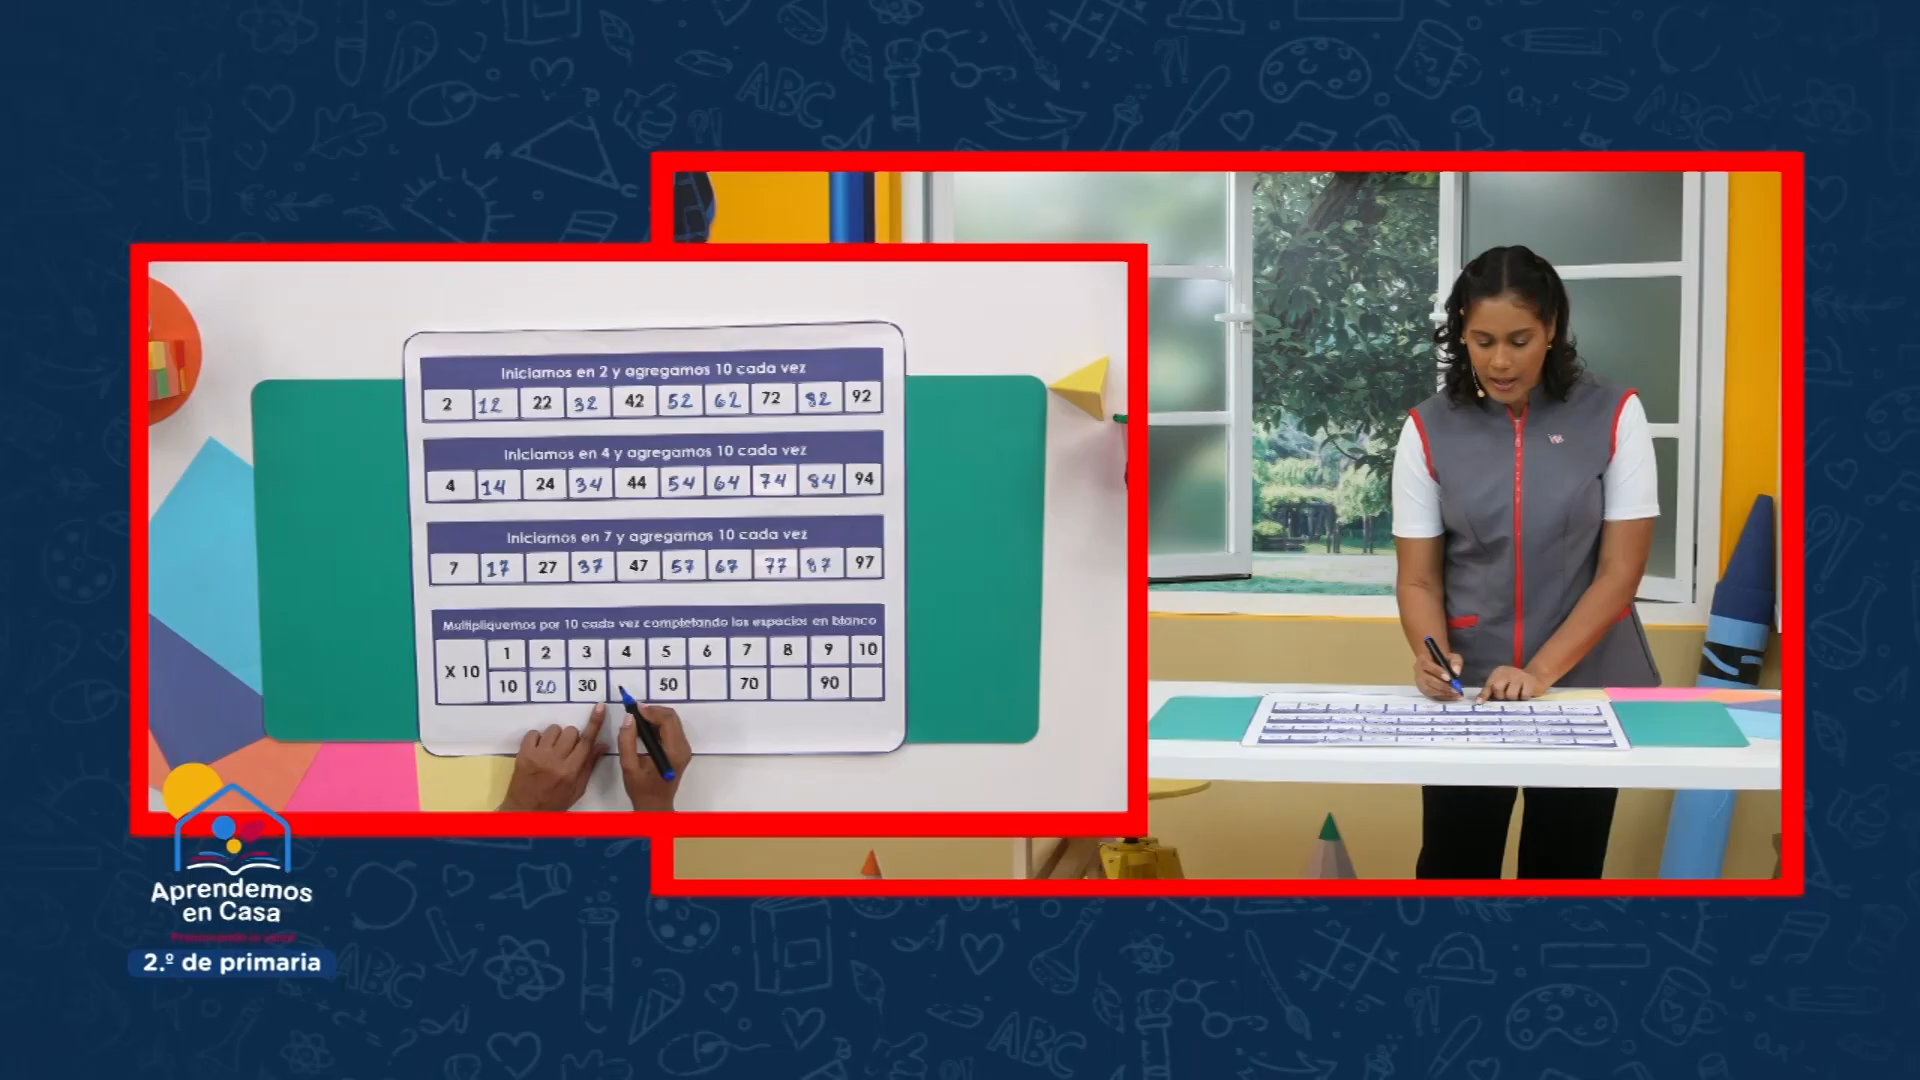 Iniciamos en 2 y agregamos 10 cada vez
2 12 22 32 42 52 62 72 82 92
Iniciamos en 4 y agregamos 10 cada vez
4 14 24 34 44 54 64 74 84 94
Iniciamos en 7 y agregamos 10 cada vez
7 17 27 37 47 57 67 77 87 97
Multipliquemos por 10 cada vez completando los espacios en blanco
X 10
1 2 3 4 5 6 7 8 9 10
10 20 30 50 70 90
Aprendemos
en Casa
2.º de primaria
ABC
ABC
ABC
ABC